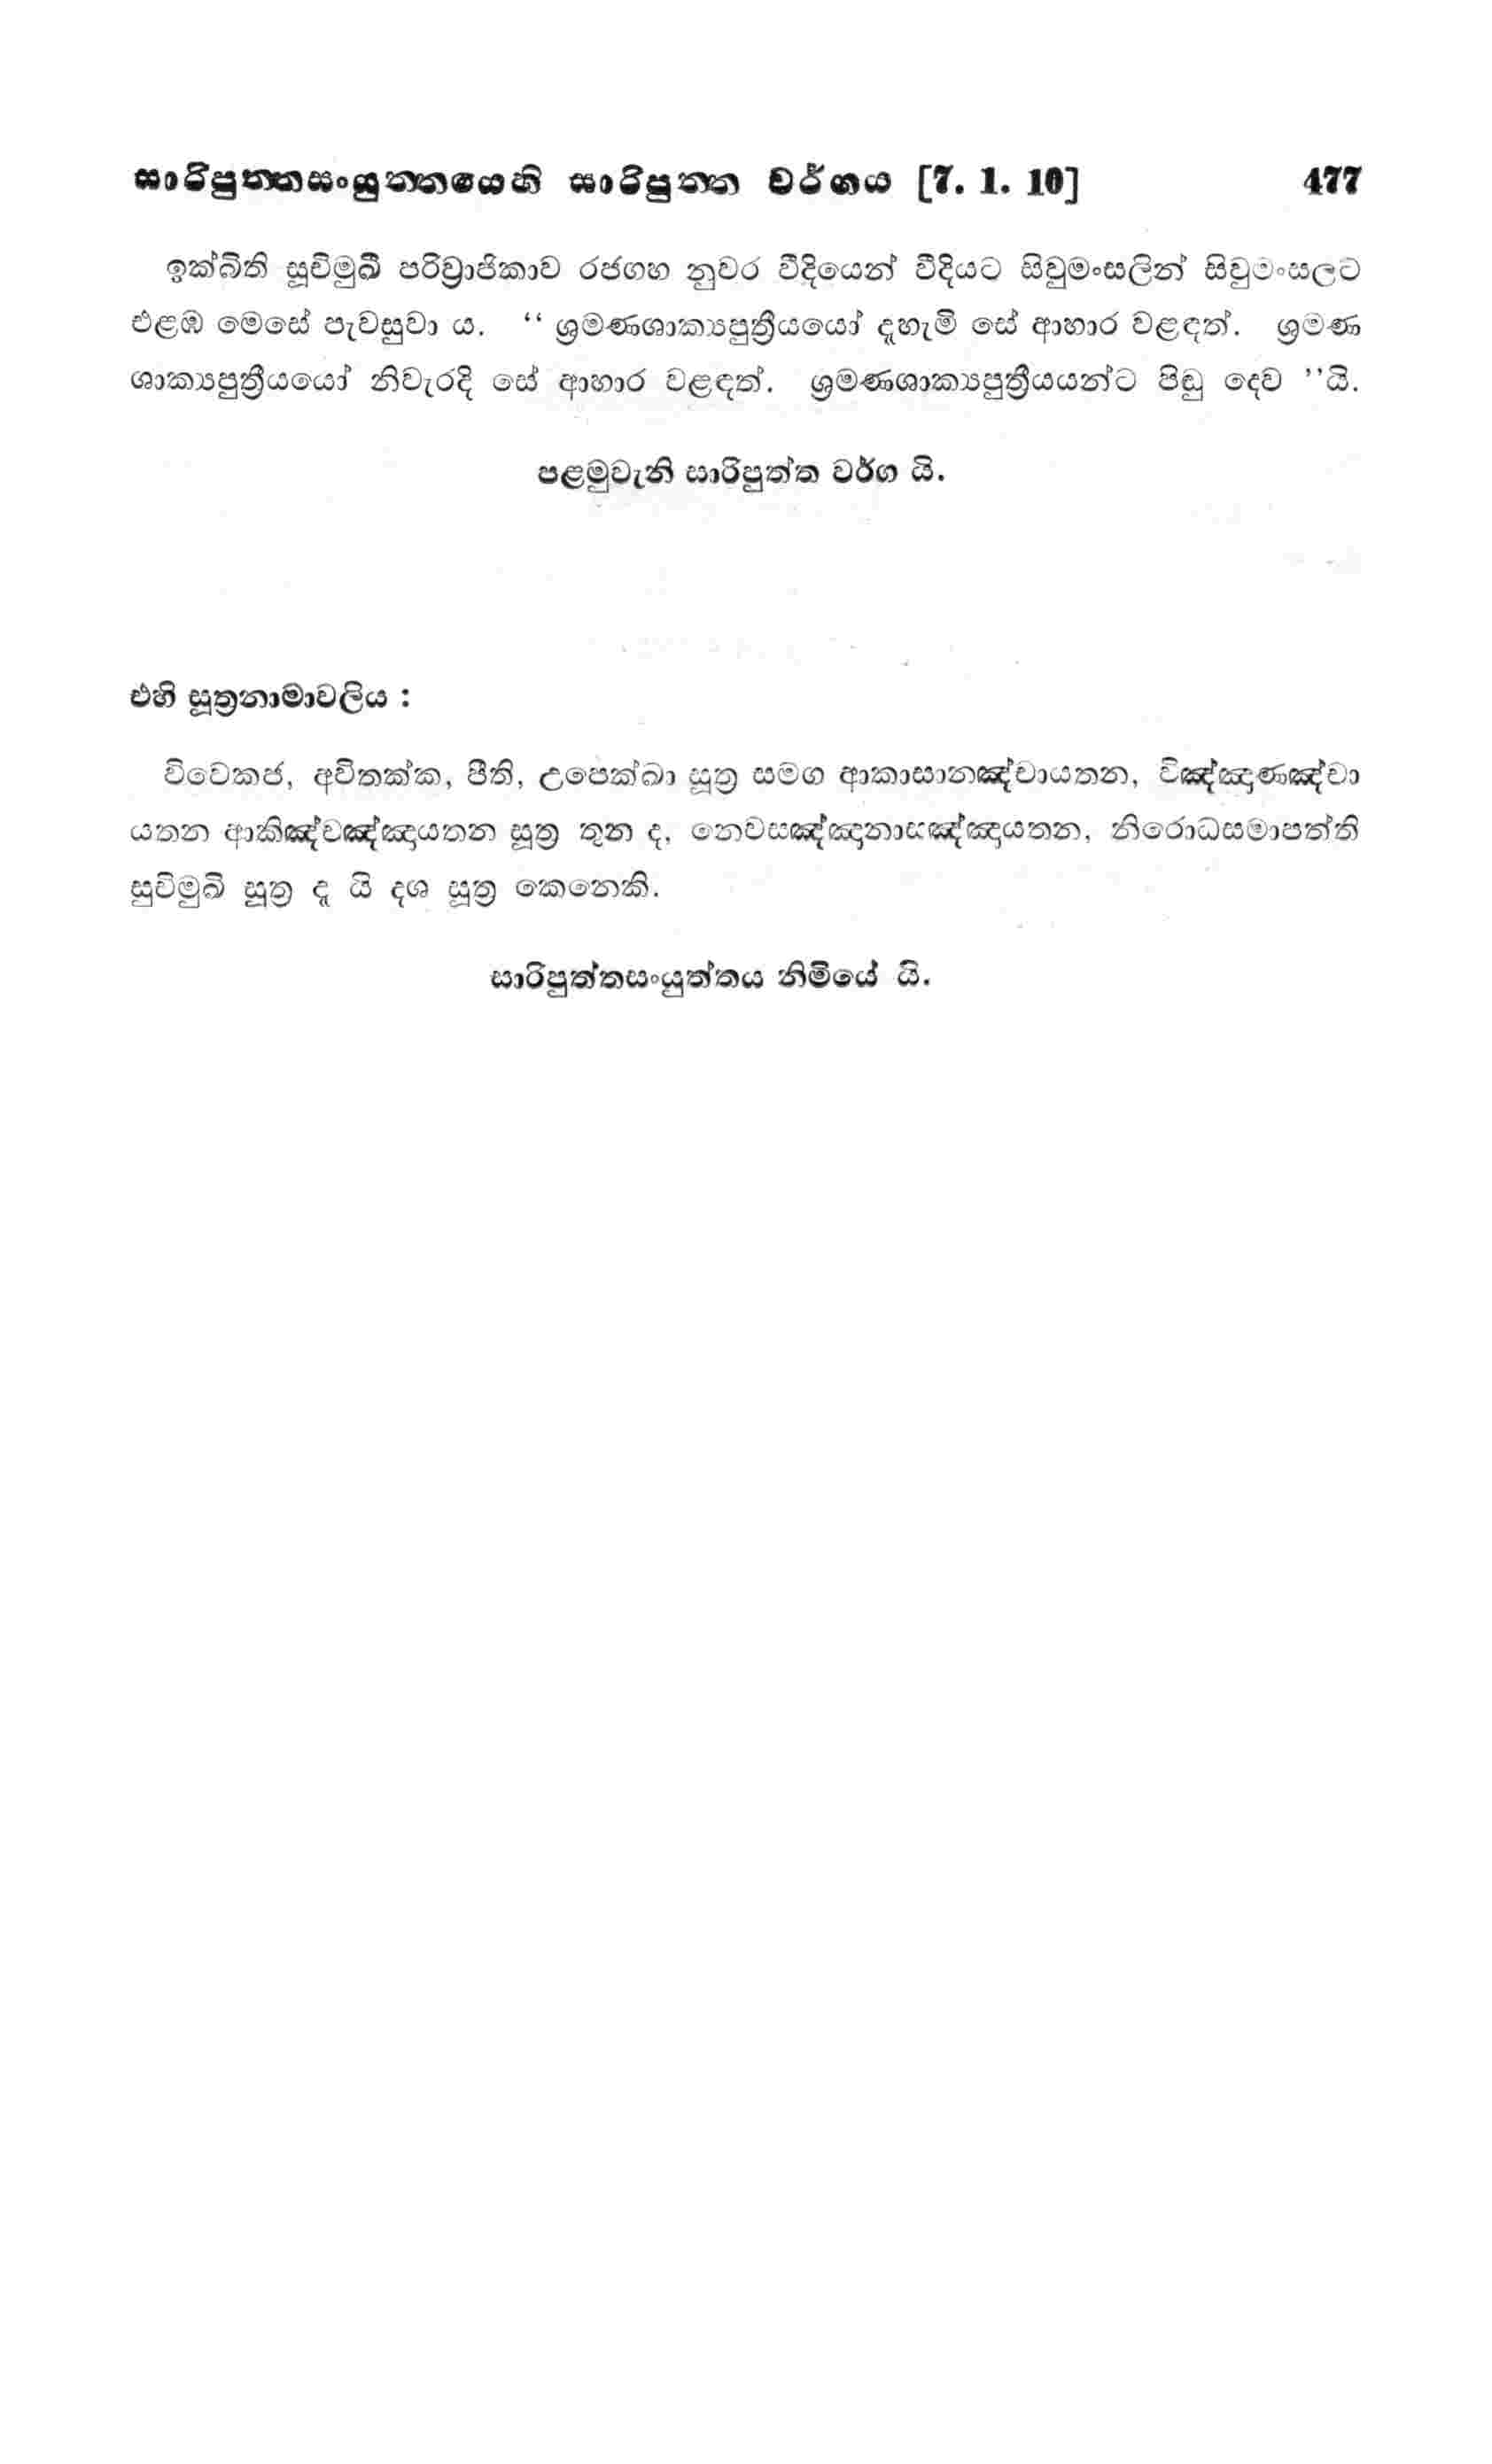 සාරිපුත්තසංයුත්තයෙහි සාරිපුත්ත වර්ගය [7. 1. 10] 477
ඉක්බිති සූචිමුඛී පරිව්‍රාජිකාව රජගහ නුවර වීදියෙන් වීදියට සිවුමංසලින් සිවුමංසලට
එළඹ මෙසේ පැවසුවා ය. “ ශ්‍රමණශාක්‍යපුත්‍රීයයෝ දැහැමි සේ ආහාර වළඳත්. ශ්‍රමණ
ශාක්‍යපුත්‍රීයයෝ නිවැරදි සේ ආහාර වළඳත්. ශ්‍රමණශාක්‍යපුත්‍රීයයන්ට පිඬු දෙව ”යි.
පළමුවැනි සාරිපුත්ත වර්ග යි.
එහි සූත්‍රනාමාවලිය :
විවෙකජ, අවිතක්ක, පීති, උපෙක්ඛා සූත්‍ර සමග ආකාසානඤ්චායතන, විඤ්ඤාණඤ්චා
යතන ආකිඤ්චඤ්ඤායතන සූත්‍ර තුන ද, නෙවසඤ්ඤානාසඤ්ඤායතන, නිරොධසමාපත්ති
සුචිමුඛි සූත්‍ර ද යි දශ සූත්‍ර කෙනෙකි.
සාරිපුත්තසංයුත්තය නිමියේ යි.